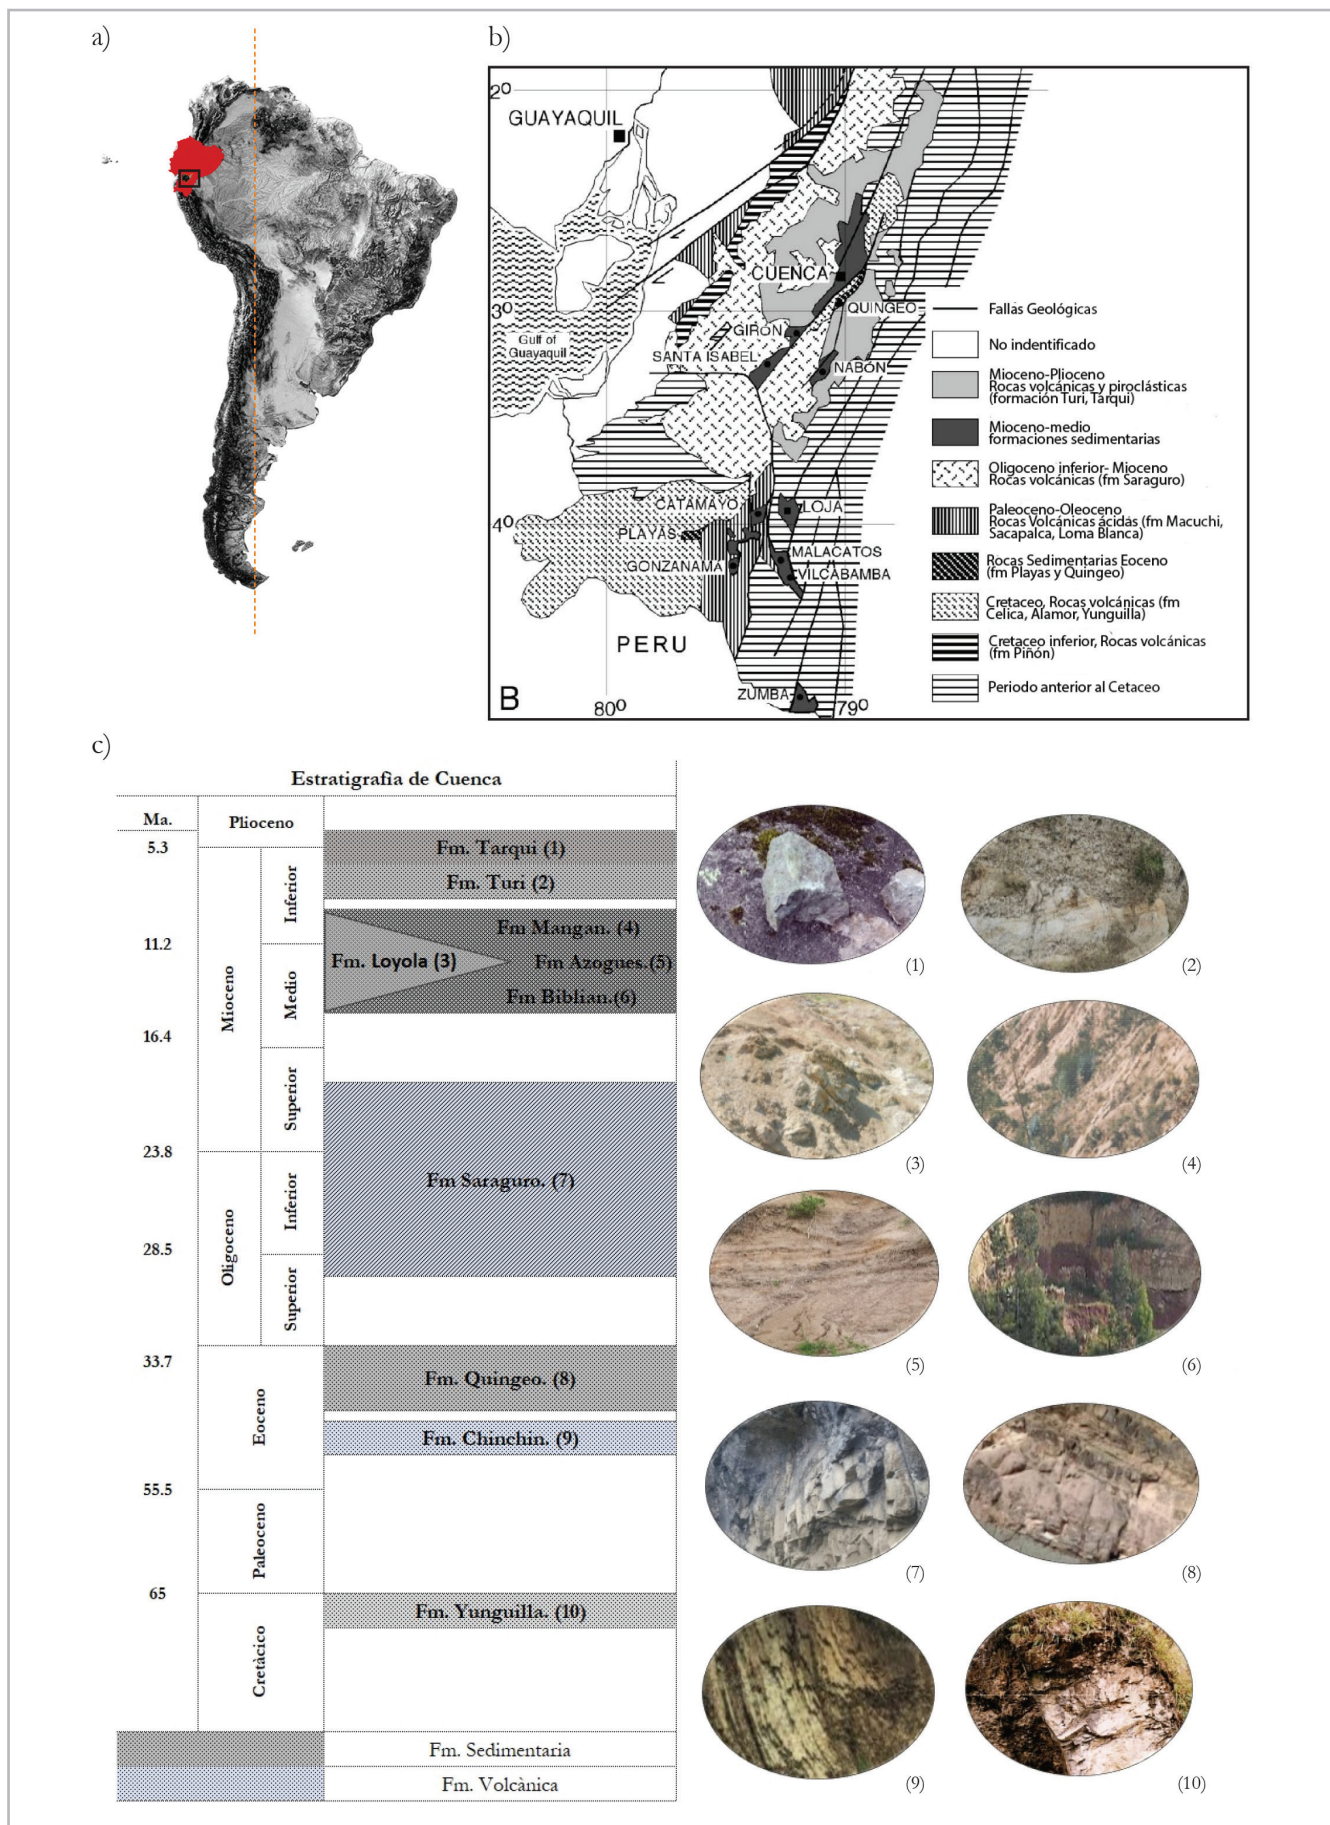 a)
b)
2º
GUAYAQUIL
CUENCA
3º
QUINGEO
GIRÓN
Gulf of
Guayaquil
SANTA ISABEL
NABÓN
CATAMAYO
LOJA
4º
PLAYAS
MALACATOS
GONZANAMÁ
VILCABAMBA
PERU
ZUMBA
B
80º
79º
Fallas Geológicas
No indentificado
Mioceno-Plioceno
Rocas volcánicas y piroclásticas
(formación Turi, Tarqui)
Mioceno-medio
formaciones sedimentarias
Oligoceno inferior- Mioceno
Rocas volcánicas (fm Saraguro)
Paleoceno-Oleoceno
Rocas Volcánicas ácidas (fm Macuchi,
Sacapalca, Loma Blanca)
Rocas Sedimentarias Eoceno
(fm Playas y Quingeo)
Cretaceo, Rocas volcánicas (fm
Celica, Alamor, Yunguilla)
Cretaceo inferior, Rocas volcánicas
(fm Piñón)
Periodo anterior al Cetaceo
c)
Estratigrafia de Cuenca
Ma.
Plioceno
5.3
Fm. Tarqui (1)
Fm. Turi (2)
Inferior
11.2
Fm Mangan. (4)
Fm. Loyola (3)
Fm Azogues.(5)
Fm Biblian.(6)
Mioceno
Medio
16.4
Superior
23.8
Fm Saraguro. (7)
Oligoceno
Inferior
28.5
Superior
33.7
Fm. Quingeo. (8)
Eoceno
Fm. Chinchin. (9)
55.5
Paleoceno
65
Fm. Yunguilla. (10)
Cretàcico
Fm. Sedimentaria
Fm. Volcànica
(1)
(2)
(3)
(4)
(5)
(6)
(7)
(8)
(9)
(10)